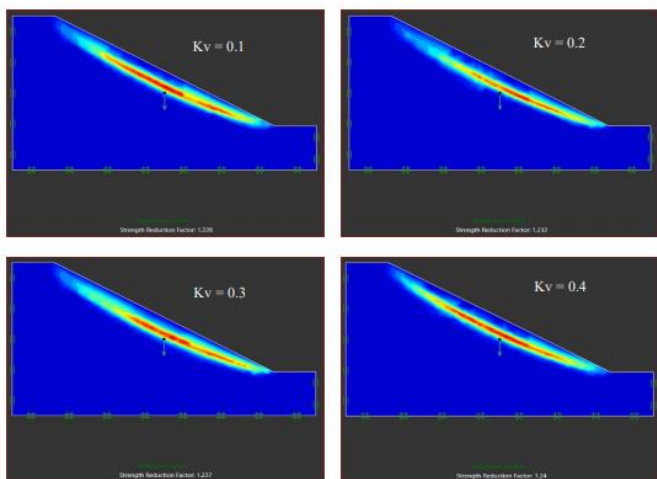 Kv = 0.1
Kv = 0.2
Strength Reduction Factor: 1.228
Strength Reduction Factor: 1.232
Kv = 0.3
Kv = 0.4
Strength Reduction Factor: 1.237
Strength Reduction Factor: 1.24